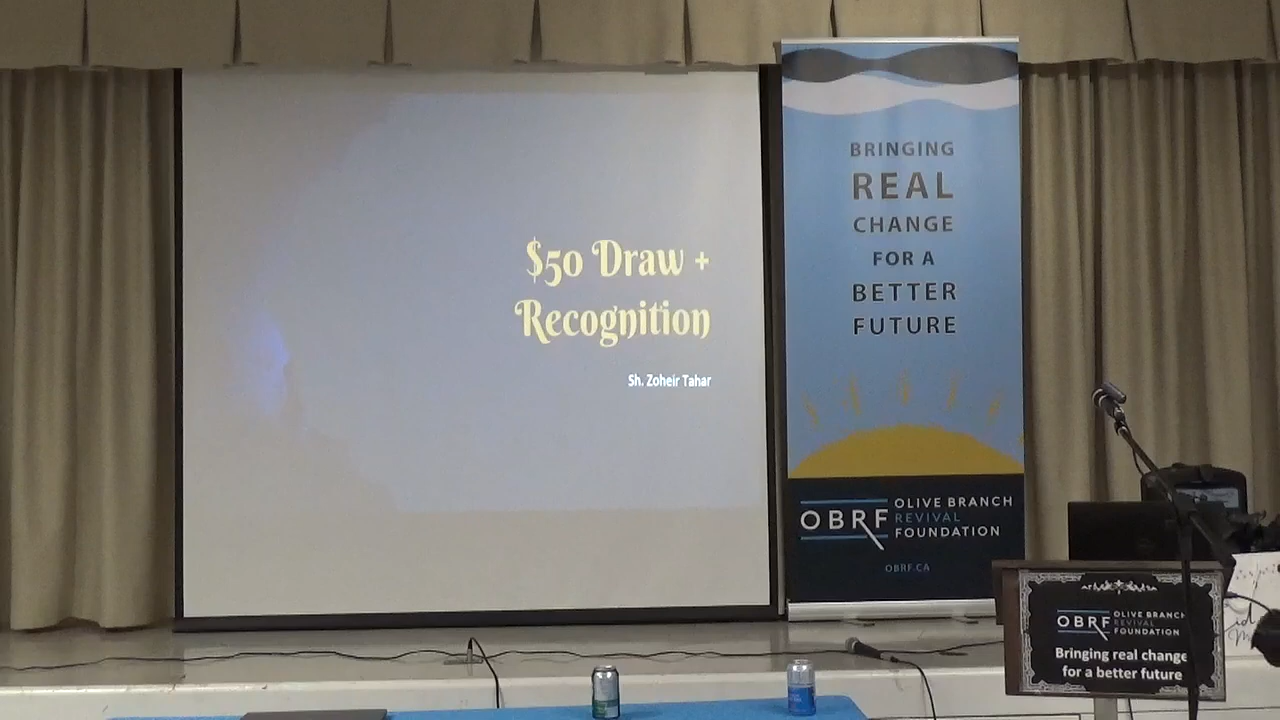 $50 Draw +
Recognition
Sh. Zoheir Tahar
BRINGING
REAL
CHANGE
FOR A
BETTER
FUTURE
OBRF
OLIVE BRANCH
REVIVAL
FOUNDATION
OBRF.CA
OBRF
OLIVE BRANCH
REVIVAL
FOUNDATION
Bringing real change
for a better future